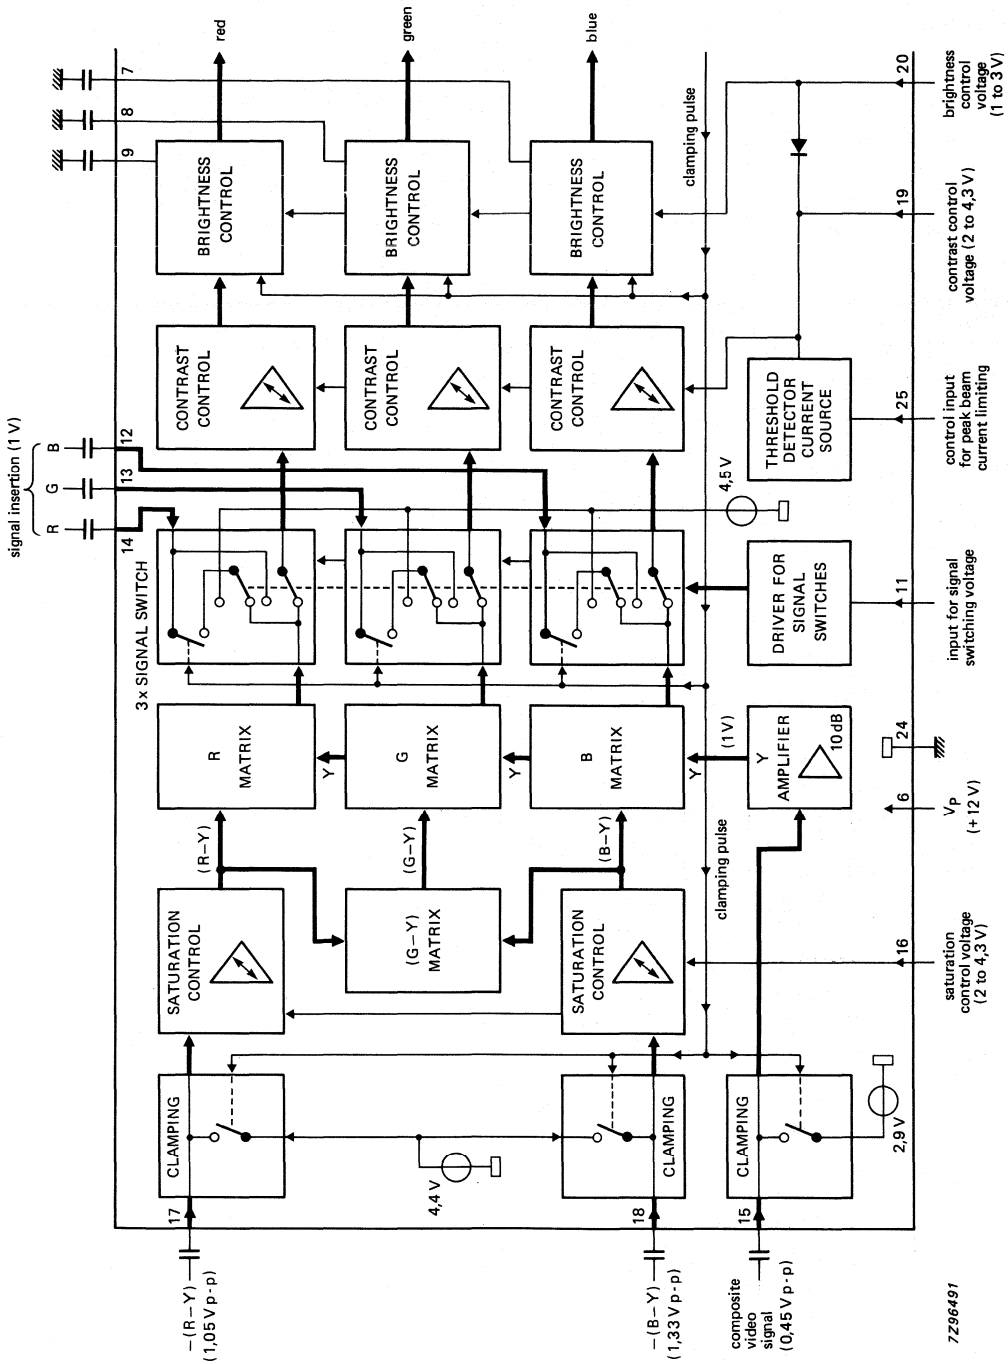 signal insertion (1 V)
R
G
B
14
13
12
9
8
7
red
green
blue
BRIGHTNESS
CONTROL
BRIGHTNESS
CONTROL
BRIGHTNESS
CONTROL
clamping pulse
20
brightness
control
voltage
(1 to 3 V)
19
contrast control
voltage (2 to 4,3 V)
CONTRAST
CONTROL
CONTRAST
CONTROL
CONTRAST
CONTROL
THRESHOLD
DETECTOR
CURRENT
SOURCE
25
control input
for peak beam
current limiting
4,5 V
3 x SIGNAL SWITCH
DRIVER FOR
SIGNAL
SWITCHES
11
input for signal
switching voltage
R
MATRIX
Y
G
MATRIX
Y
B
MATRIX
Y
(1 V)
Y
AMPLIFIER
10 dB
24
6
VP
(+ 12 V)
(R–Y)
(G–Y)
(B–Y)
clamping pulse
SATURATION
CONTROL
(G–Y)
MATRIX
SATURATION
CONTROL
16
saturation
control voltage
(2 to 4,3 V)
CLAMPING
CLAMPING
CLAMPING
4,4 V
2,9 V
17
18
15
–(R–Y)
(1,05 V p-p)
–(B–Y)
(1,33 V p-p)
composite
video
signal
(0,45 V p-p)
7Z96491